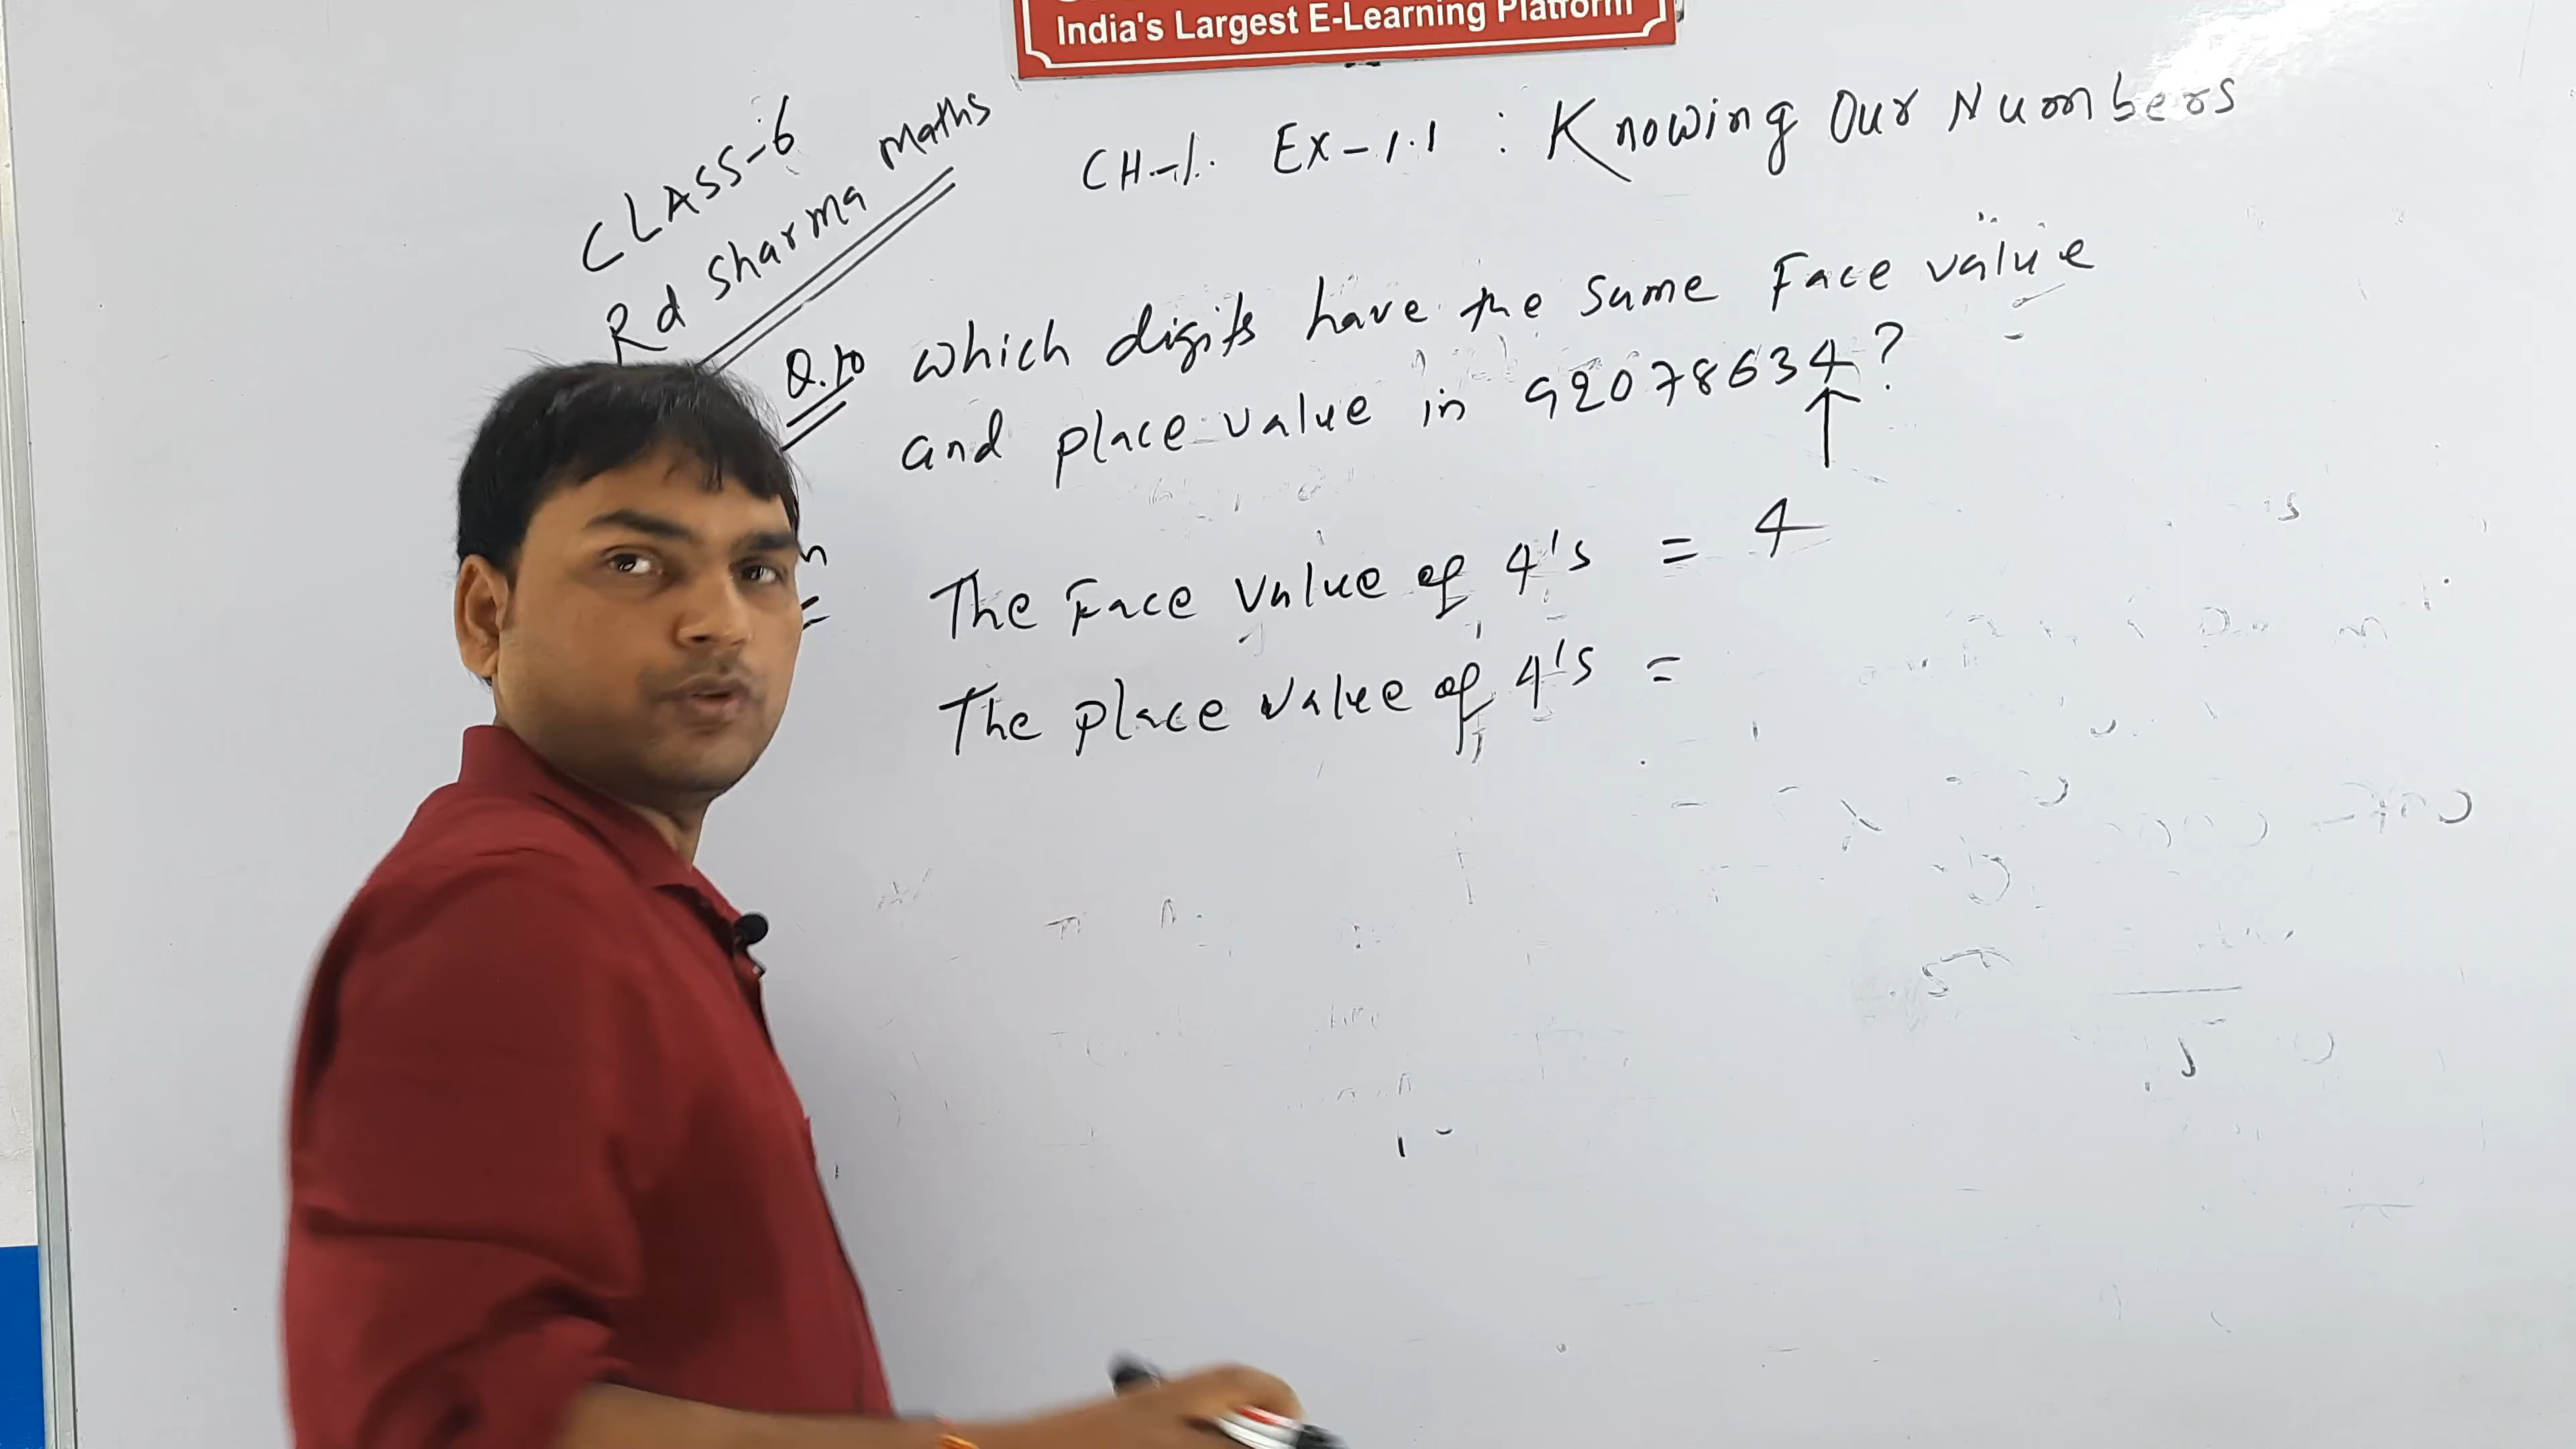 India's Largest E-Learning Platform
CLASS-6
Rd Sharma maths
CH-1. Ex-1.1 : Knowing Our Numbers
Q.10 which digits have the same Face value
and place value in 92078634?
The Face Value of 4's = 4
The place value of 4's =